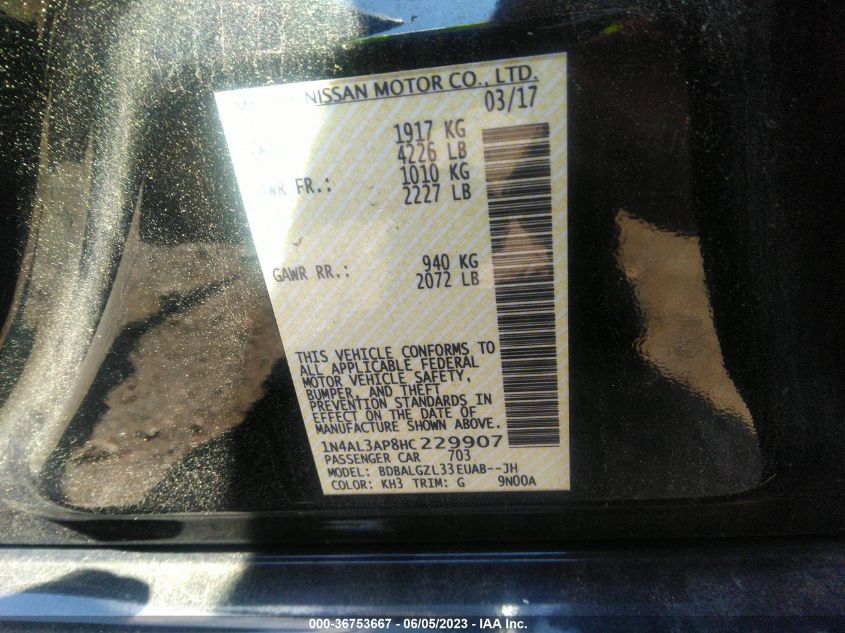 NISSAN MOTOR CO., LTD.
03/17
1917 KG
4226 LB
FR.: 1010 KG
2227 LB
GAWR RR.: 940 KG
2072 LB
THIS VEHICLE CONFORMS TO
ALL APPLICABLE FEDERAL
MOTOR VEHICLE SAFETY,
BUMPER, AND THEFT
PREVENTION STANDARDS IN
EFFECT ON THE DATE OF
MANUFACTURE SHOWN ABOVE.
1N4AL3AP8HC229907
PASSENGER CAR 703
MODEL: BDBALGZL33EUAB--JH
COLOR: KH3 TRIM: G 9N00A
000-36753667 - 06/05/2023 - IAA Inc.